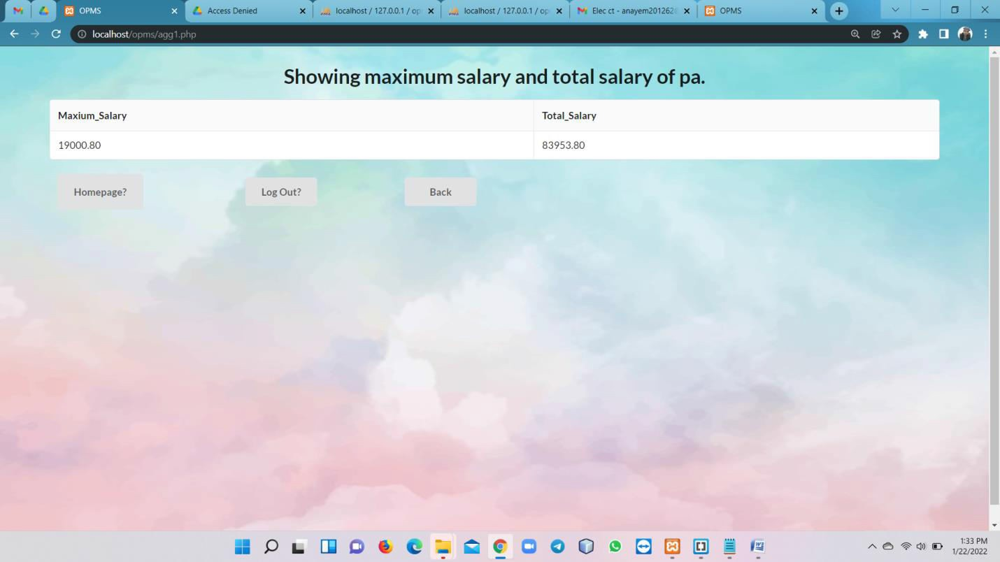 OPMS
Access Denied
localhost / 127.0.0.1 / op
localhost / 127.0.0.1 / op
Elec ct - anayem201262@
OPMS
localhost/opms/agg1.php
Showing maximum salary and total salary of pa.
Maxium_Salary Total_Salary
19000.80 83953.80
Homepage? Log Out? Back
1:33 PM
1/22/2022